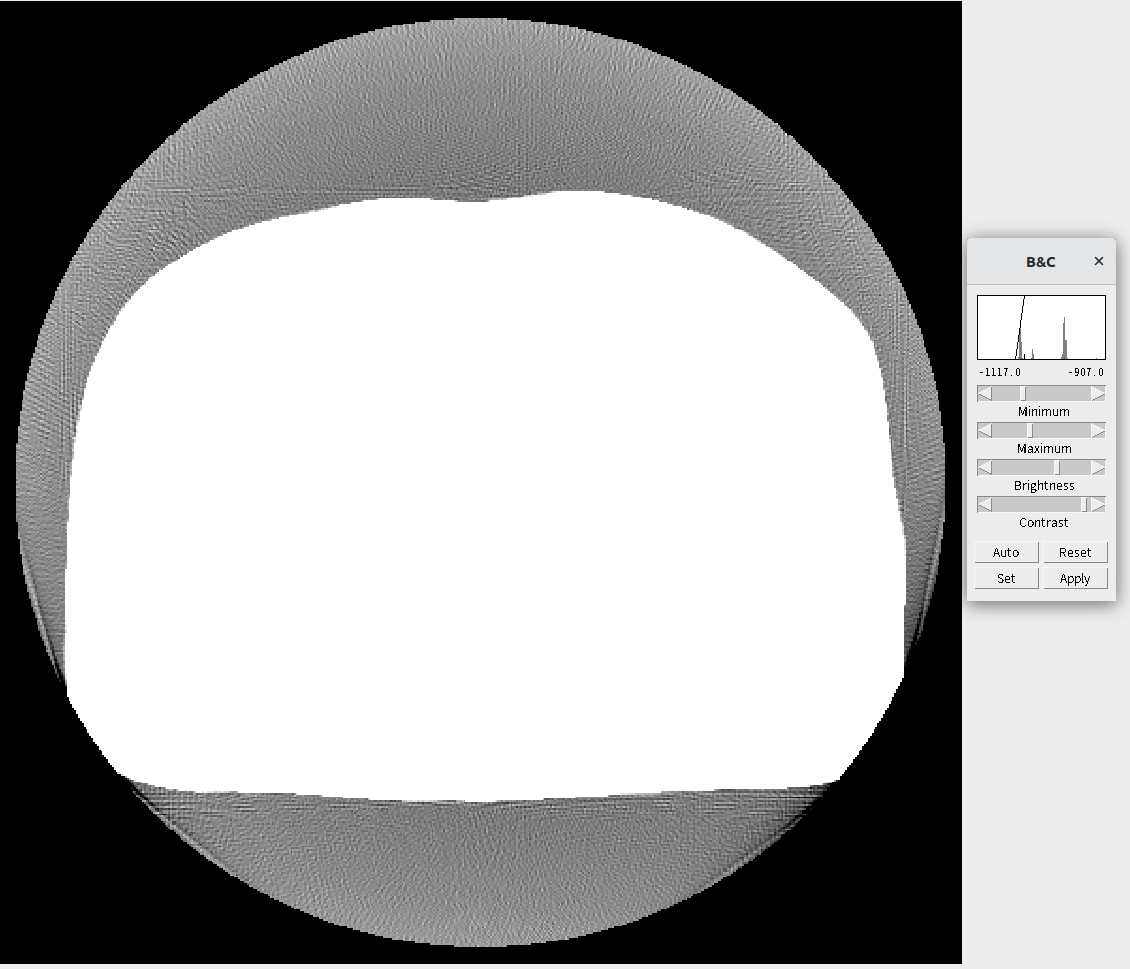 B&C ×
-1117.0 -907.0
Minimum
Maximum
Brightness
Contrast
Auto Reset
Set Apply